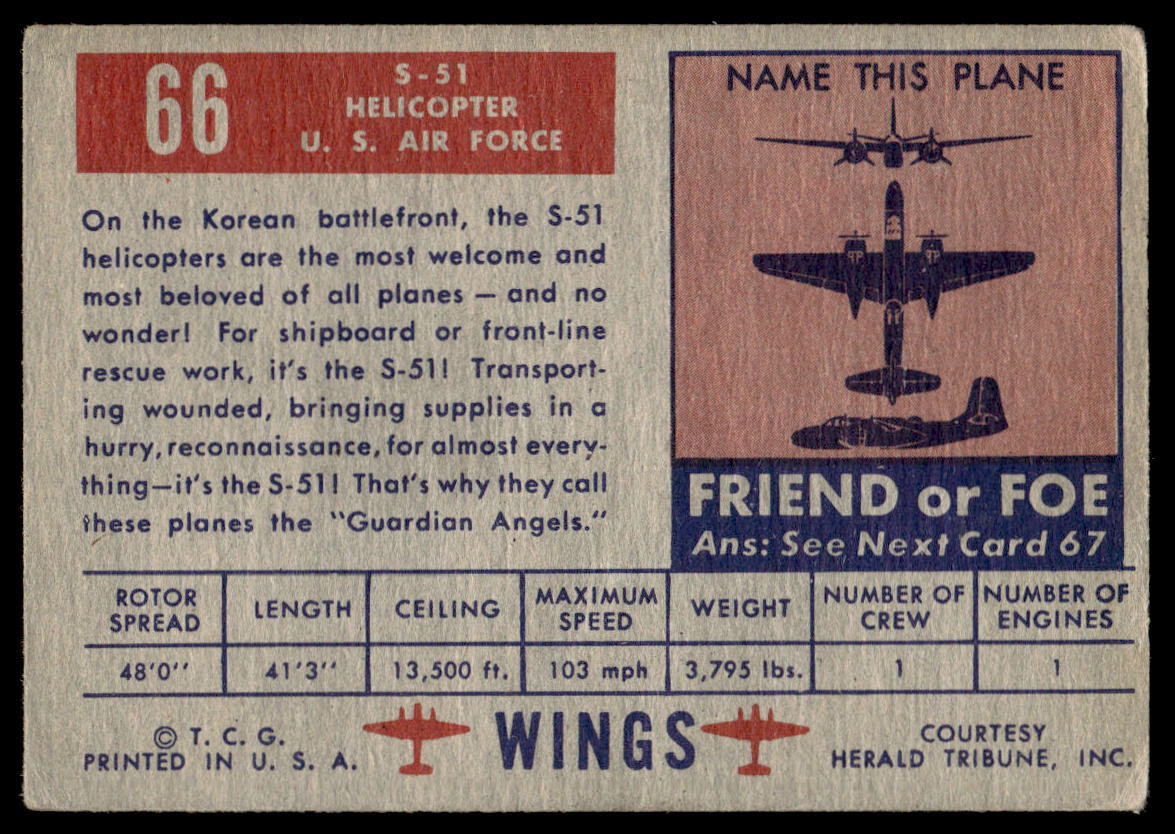 66
S-51
HELICOPTER
U. S. AIR FORCE
On the Korean battlefront, the S-51
helicopters are the most welcome and
most beloved of all planes — and no
wonder! For shipboard or front-line
rescue work, it's the S-51! Transport-
ing wounded, bringing supplies in a
hurry, reconnaissance, for almost every-
thing—it's the S-51! That's why they call
these planes the "Guardian Angels."
NAME THIS PLANE
FRIEND or FOE
Ans: See Next Card 67
ROTOR SPREAD LENGTH CEILING MAXIMUM SPEED WEIGHT NUMBER OF CREW NUMBER OF ENGINES
48'0'' 41'3'' 13,500 ft. 103 mph 3,795 lbs. 1 1
© T. C. G.
PRINTED IN U. S. A.
WINGS
COURTESY
HERALD TRIBUNE, INC.